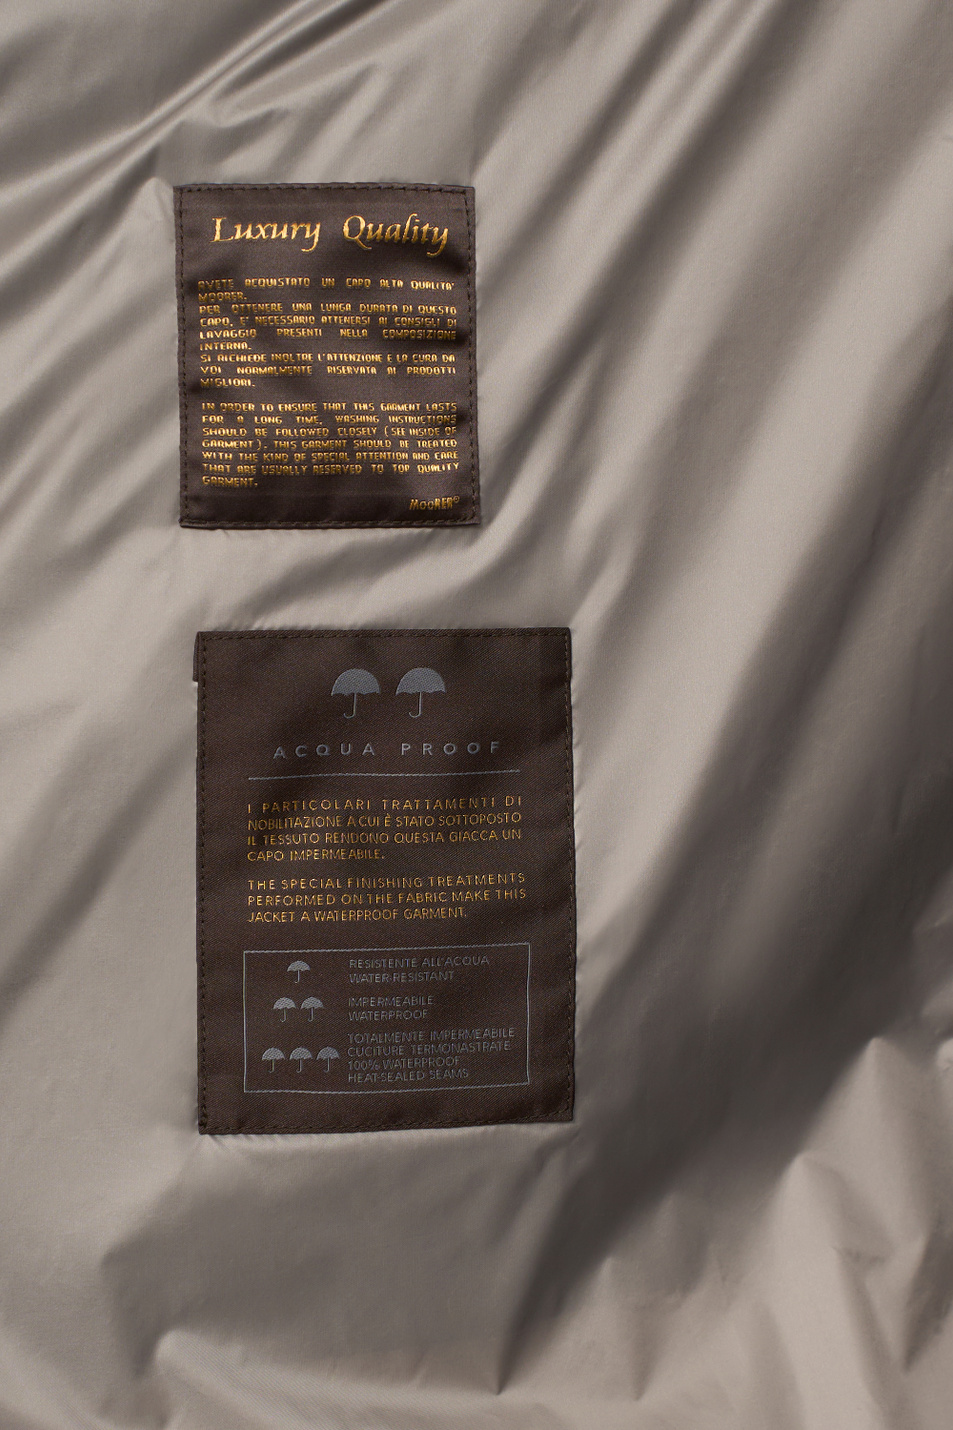 Luxury Quality
AVETE ACQUISTATO UN CAPO ALTA QUALITA'
MOORER.
PER OTTENERE UNA LUNGA DURATA DI QUESTO
CAPO, E' NECESSARIO ATTENERSI AI CONSIGLI DI
LAVAGGIO PRESENTI NELLA COMPOSIZIONE
INTERNA.
SI RICHIEDE INOLTRE L'ATTENZIONE E LA CURA DA
VOI NORMALMENTE RISERVATA AI PRODOTTI
MIGLIORI.
IN ORDER TO ENSURE THAT THIS GARMENT LASTS
FOR A LONG TIME, WASHING INSTRUCTIONS
SHOULD BE FOLLOWED CLOSELY (SEE INSIDE OF
GARMENT). THIS GARMENT SHOULD BE TREATED
WITH THE KIND OF SPECIAL ATTENTION AND CARE
THAT ARE USUALLY RESERVED TO TOP QUALITY
GARMENT.
MOORER®
ACQUA PROOF
I PARTICOLARI TRATTAMENTI DI
NOBILITAZIONE A CUI È STATO SOTTOPOSTO
IL TESSUTO RENDONO QUESTA GIACCA UN
CAPO IMPERMEABILE.
THE SPECIAL FINISHING TREATMENTS
PERFORMED ON THE FABRIC MAKE THIS
JACKET A WATERPROOF GARMENT.
RESISTENTE ALL'ACQUA
WATER-RESISTANT
IMPERMEABILE
WATERPROOF
TOTALMENTE IMPERMEABILE
CUCITURE TERMONASTRATE
100% WATERPROOF
HEAT-SEALED SEAMS